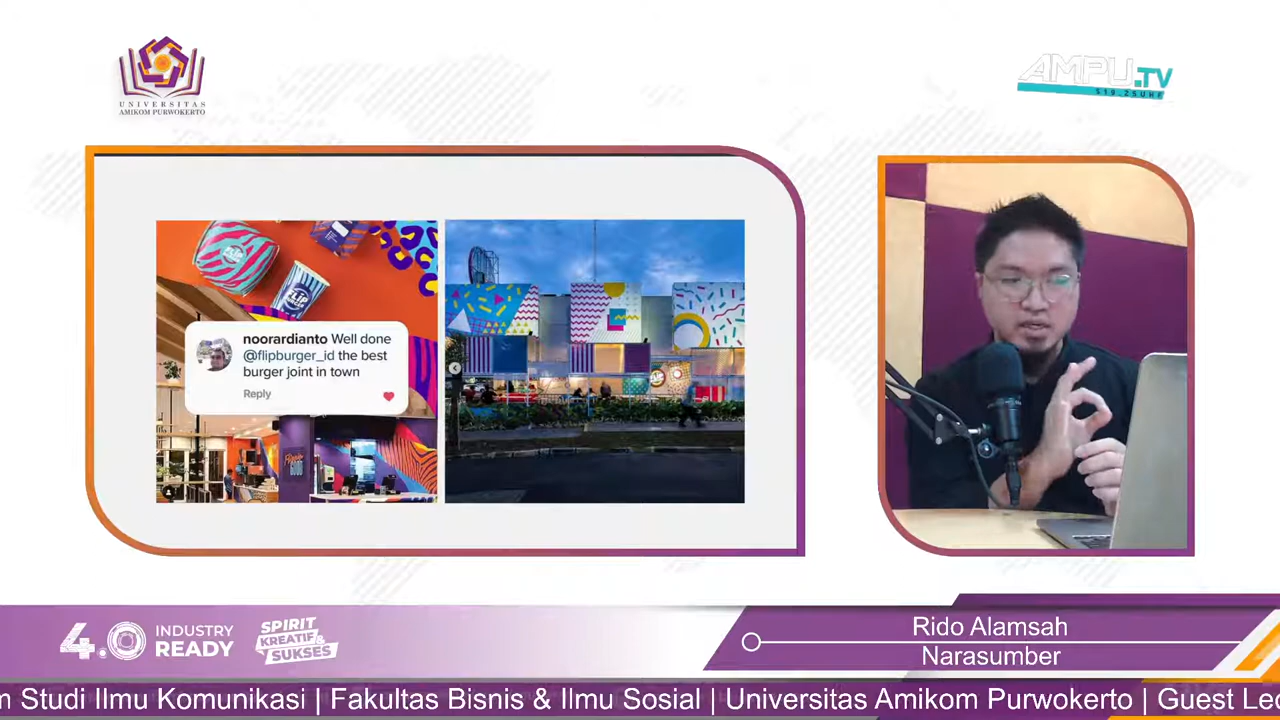 UNIVERSITAS
AMIKOM PURWOKERTO
AMPU.TV
noorardianto Well done
@flipburger_id the best
burger joint in town
Reply
FLIP
4.0 INDUSTRY
READY
SPIRIT
KREATIF &
SUKSES
Rido Alamsah
Narasumber
Studi Ilmu Komunikasi | Fakultas Bisnis & Ilmu Sosial | Universitas Amikom Purwokerto | Guest